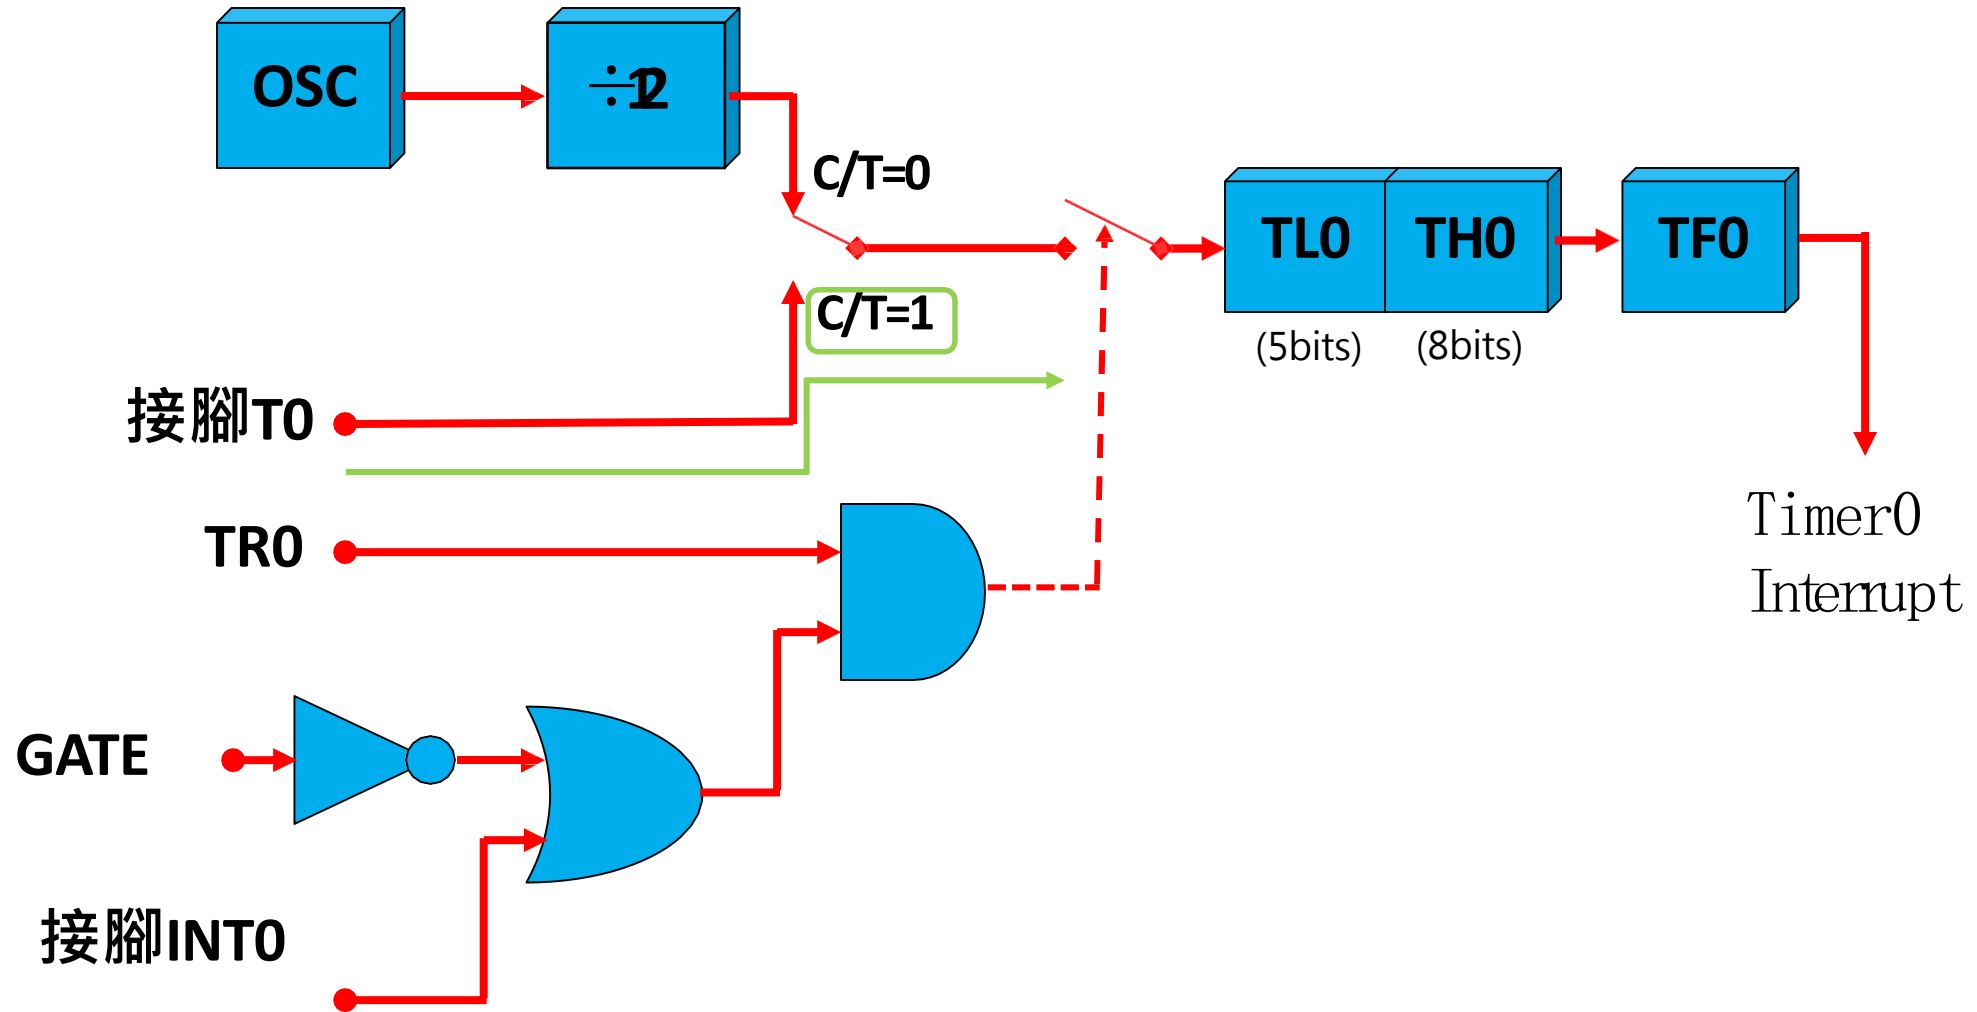 OSC
÷12
C/T=0
TL0
TH0
TF0
C/T=1
(5bits)
(8bits)
接腳T0
TR0
Timer0
Interrupt
GATE
接腳INT0